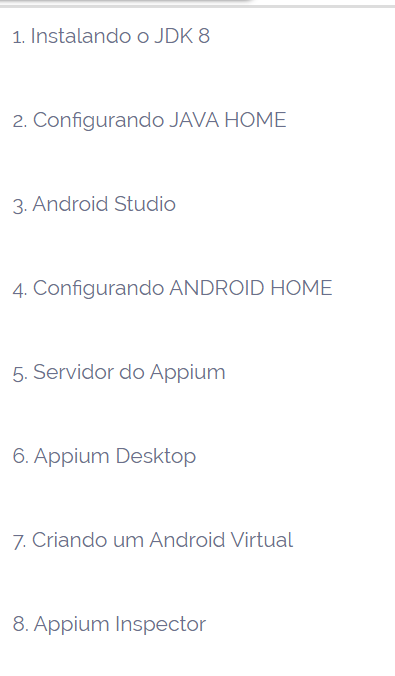 1. Instalando o JDK 8
2. Configurando JAVA HOME
3. Android Studio
4. Configurando ANDROID HOME
5. Servidor do Appium
6. Appium Desktop
7. Criando um Android Virtual
8. Appium Inspector